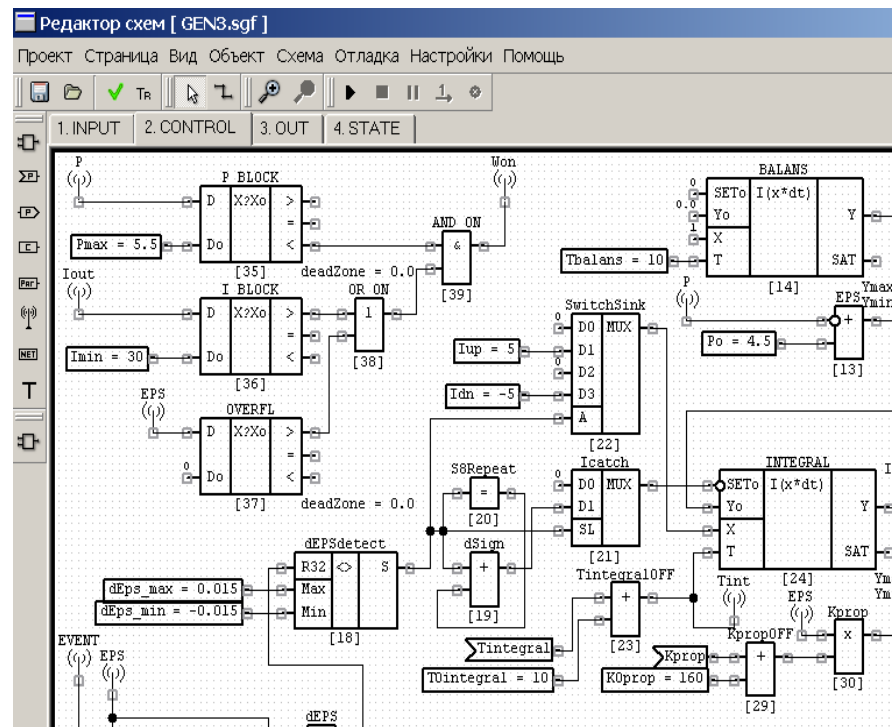 Редактор схем [ GEN3.sgf ]
Проект Страница Вид Объект Схема Отладка Настройки Помощь
TR
1. INPUT 2. CONTROL 3. OUT 4. STATE
P
P BLOCK
D X?Xo >
=
Do <
Pmax = 5.5
[35]
deadZone = 0.0
Iout
I BLOCK
D X?Xo >
=
Do <
Imin = 30
[36]
EPS
OVERFL
D X?Xo >
=
0
Do <
[37]
deadZone = 0.0
OR ON
1
[38]
AND ON
&
[39]
Won
BALANS
0
SETo I(x*dt)
0.0
Yo Y
1
X
T SAT
Tbalans = 10
[14]
P
EPS
Ymax
Ymin
+
Po = 4.5
[13]
SwitchSink
0
D0 MUX
Iup = 5
D1
0
D2
Idn = -5
D3
A
[22]
Icatch
0
D0 MUX
D1
SL
[21]
S8Repeat
=
[20]
dSign
+
[19]
dEPSdetect
R32 <> S
Max
Min
dEps_max = 0.015
dEps_min = -0.015
[18]
INTEGRAL
I
SETo I(x*dt)
Yo Y
X
T SAT
[24]
Ym
Ym
TintegralOFF
+
[23]
Tintegral
T0integral = 10
Tint
EPS
Kprop
x
[30]
KpropOFF
Kprop
+
K0prop = 160
[29]
EVENT
EPS
dEPS
Σ P
P
C
PAR
NET
T